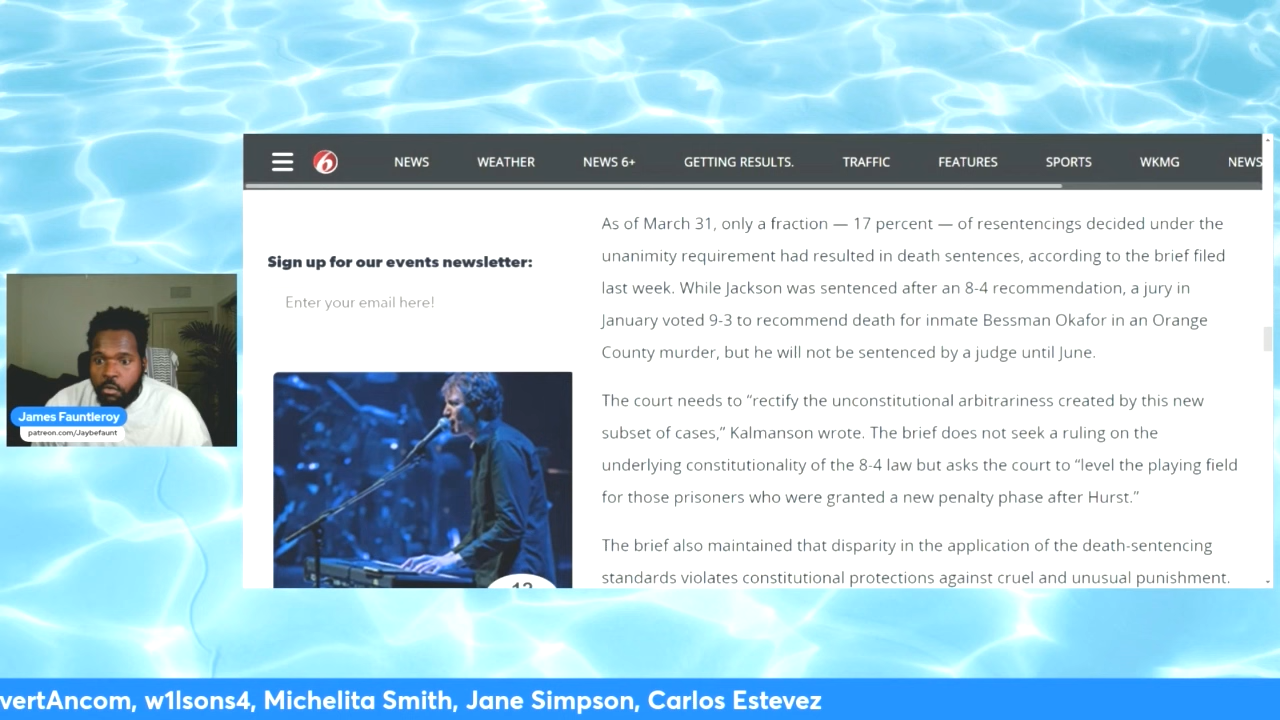 6
NEWS
WEATHER
NEWS 6+
GETTING RESULTS.
TRAFFIC
FEATURES
SPORTS
WKMG
NEWS
Sign up for our events newsletter:
Enter your email here!
As of March 31, only a fraction — 17 percent — of resentencings decided under the
unanimity requirement had resulted in death sentences, according to the brief filed
last week. While Jackson was sentenced after an 8-4 recommendation, a jury in
January voted 9-3 to recommend death for inmate Bessman Okafor in an Orange
County murder, but he will not be sentenced by a judge until June.
The court needs to “rectify the unconstitutional arbitrariness created by this new
subset of cases,” Kalmanson wrote. The brief does not seek a ruling on the
underlying constitutionality of the 8-4 law but asks the court to “level the playing field
for those prisoners who were granted a new penalty phase after Hurst.”
The brief also maintained that disparity in the application of the death-sentencing
standards violates constitutional protections against cruel and unusual punishment.
James Fauntleroy
patreon.com/Jaybefaunt
vertAncom, w1lsons4, Michelita Smith, Jane Simpson, Carlos Estevez